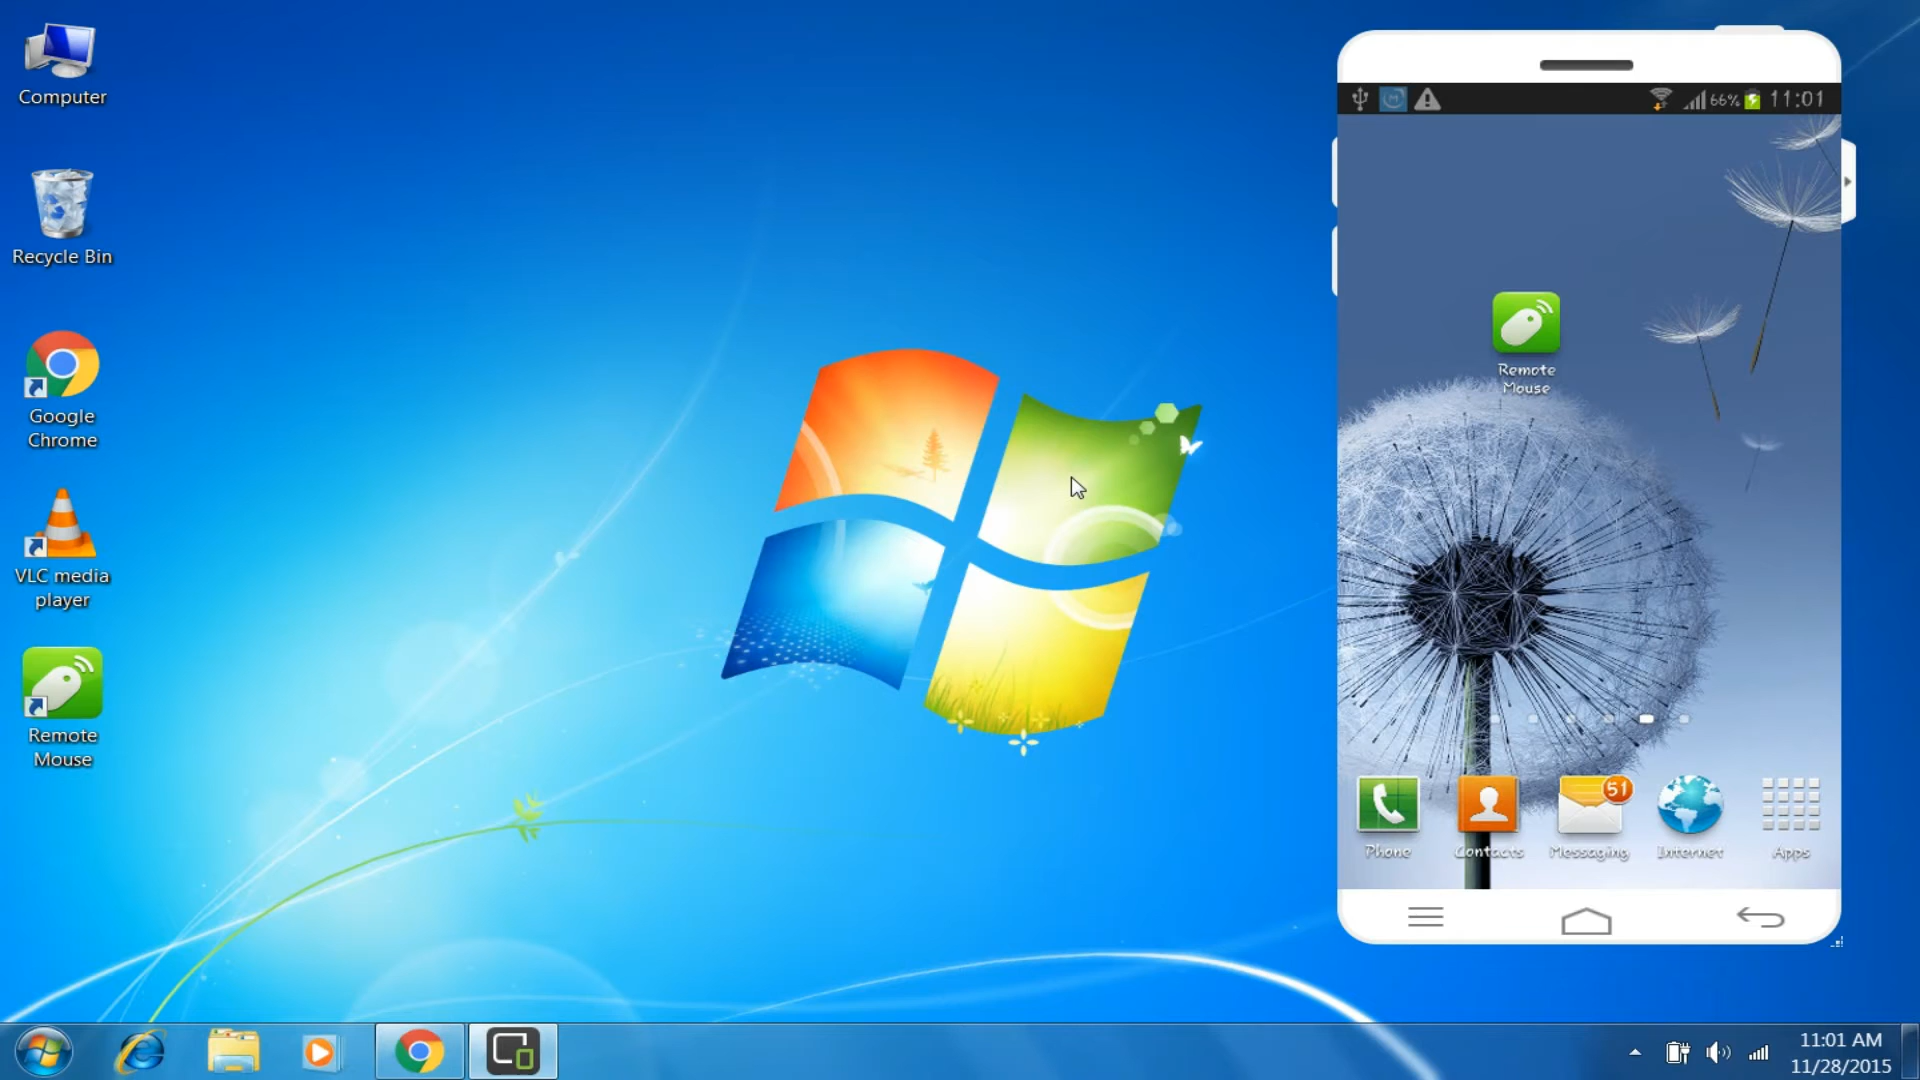 Computer
Recycle Bin
Google
Chrome
VLC media
player
Remote
Mouse
66%
11:01
Remote
Mouse
51
Phone
Contacts
Messaging
Internet
Apps
11:01 AM
11/28/2015